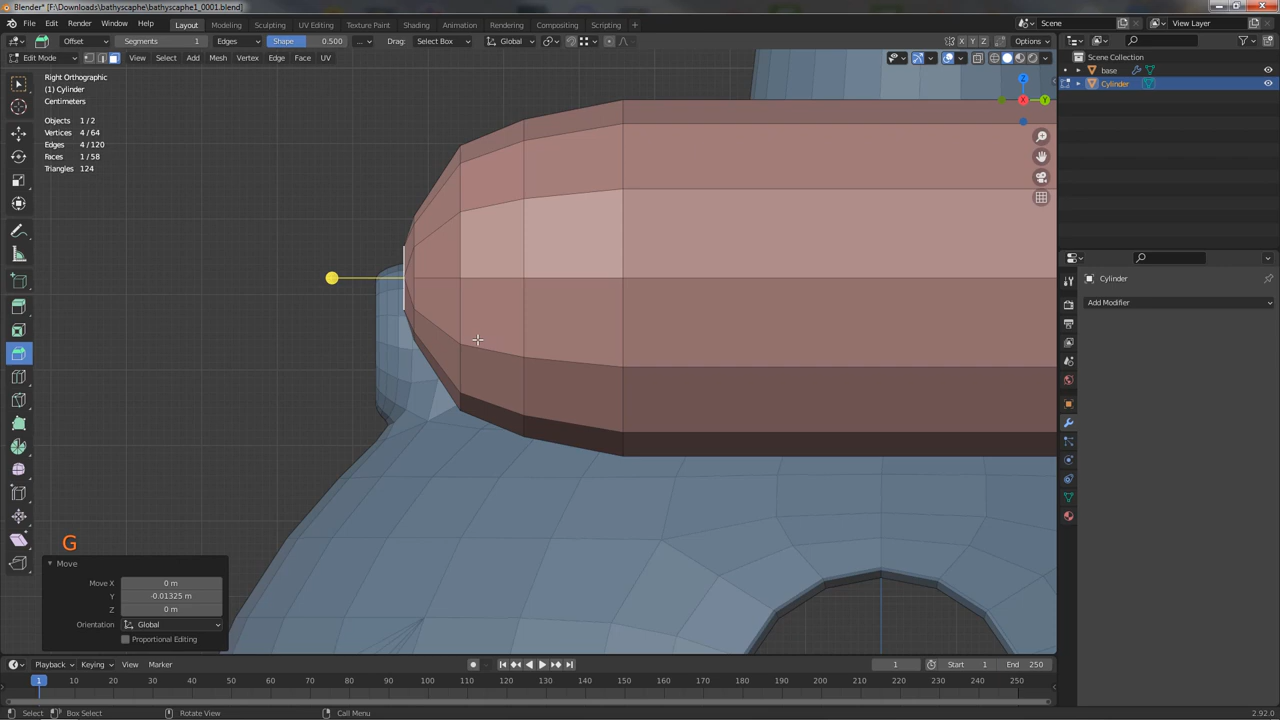 Blender* [F:\Downloads\bathyscaphe\bathyscaphe1_0001.blend]
File Edit Render Window Help Layout Modeling Sculpting UV Editing Texture Paint Shading Animation Rendering Compositing Scripting + Scene View Layer
Offset Segments 1 Edges Shape 0.500 ... Drag: Select Box Global X Y Z Options
Edit Mode View Select Add Mesh Vertex Edge Face UV
Right Orthographic
(1) Cylinder
Centimeters
Objects 1 / 2
Vertices 4 / 64
Edges 4 / 120
Faces 1 / 58
Triangles 124
Z
X Y
Scene Collection
base
Cylinder
Cylinder
Add Modifier
G
Move
Move X 0 m
Y -0.01325 m
Z 0 m
Orientation Global
Proportional Editing
Playback Keying View Marker 1 Start 1 End 250
1 10 20 30 40 50 60 70 80 90 100 110 120 130 140 150 160 170 180 190 200 210 220 230 240 250
Select Box Select Rotate View Call Menu 2.92.0